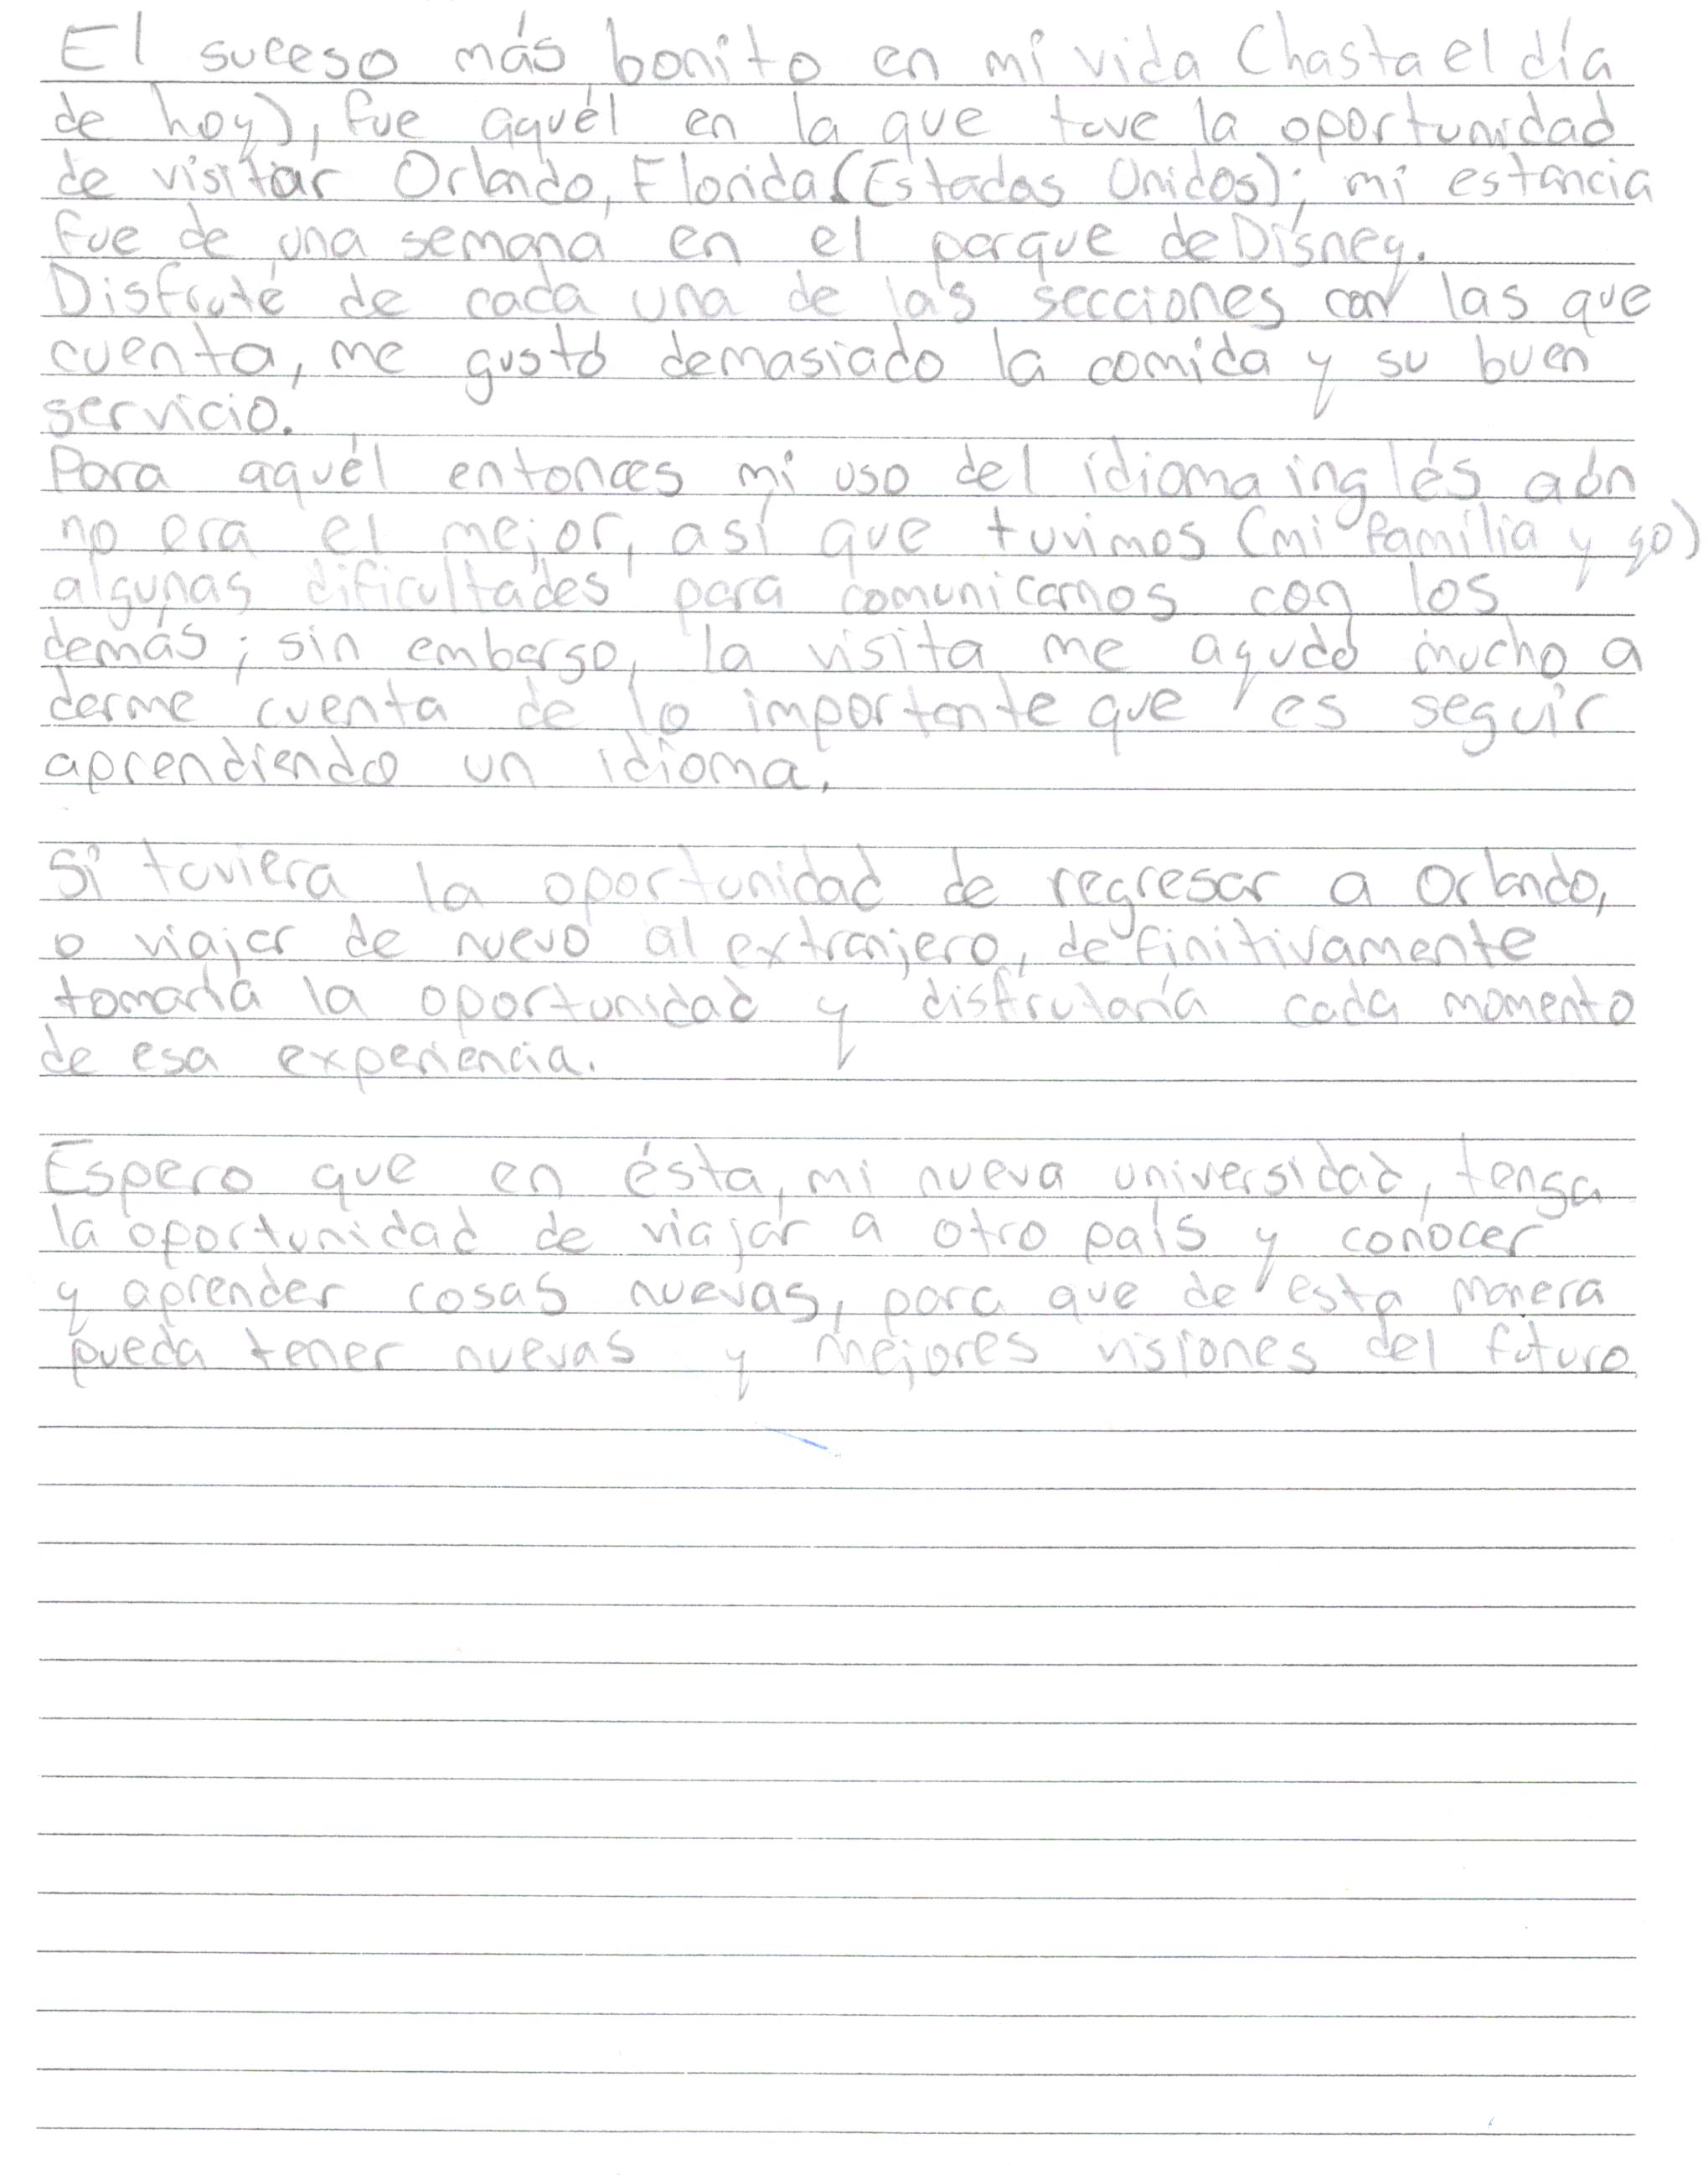 El suceso más bonito en mi vida (hasta el día
de hoy), fue aquél en la que tuve la oportunidad
de visitar Orlando, Florida (Estados Unidos); mi estancia
fue de una semana en el parque de Disney.
Disfruté de cada una de las secciones con las que
cuenta, me gustó demasiado la comida y su buen
servicio.
Para aquél entonces mi uso del idioma inglés aún
no era el mejor, así que tuvimos (mi familia y yo)
algunas dificultades para comunicarnos con los
demás; sin embargo, la visita me ayudó mucho a
darme cuenta de lo importante que es seguir
aprendiendo un idioma.
Si tuviera la oportunidad de regresar a Orlando,
o viajar de nuevo al extranjero, definitivamente
tomaría la oportunidad y disfrutaría cada momento
de esa experiencia.
Espero que en ésta, mi nueva universidad, tenga
la oportunidad de viajar a otro país y conocer
y aprender cosas nuevas, para que de esta manera
pueda tener nuevas y mejores visiones del futuro.